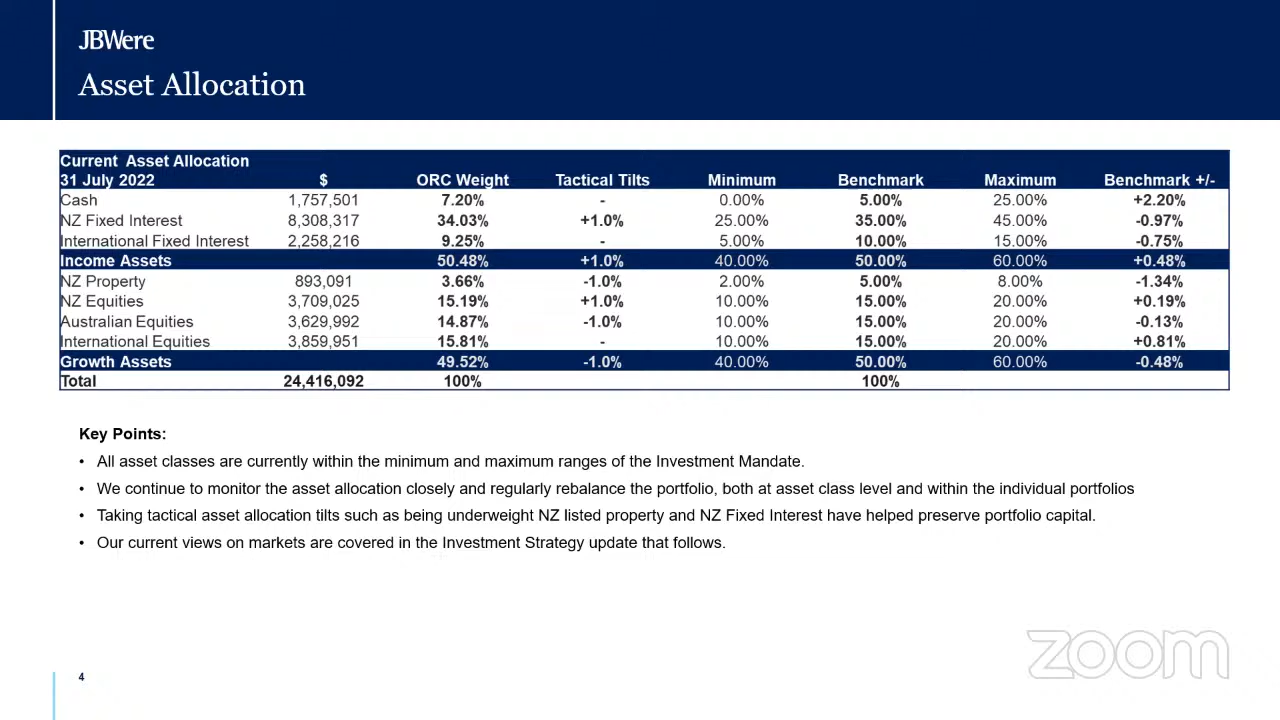 JBWere
Asset Allocation
Current Asset Allocation
31 July 2022 $ ORC Weight Tactical Tilts Minimum Benchmark Maximum Benchmark +/-
Cash 1,757,501 7.20% - 0.00% 5.00% 25.00% +2.20%
NZ Fixed Interest 8,308,317 34.03% +1.0% 25.00% 35.00% 45.00% -0.97%
International Fixed Interest 2,258,216 9.25% - 5.00% 10.00% 15.00% -0.75%
Income Assets 50.48% +1.0% 40.00% 50.00% 60.00% +0.48%
NZ Property 893,091 3.66% -1.0% 2.00% 5.00% 8.00% -1.34%
NZ Equities 3,709,025 15.19% +1.0% 10.00% 15.00% 20.00% +0.19%
Australian Equities 3,629,992 14.87% -1.0% 10.00% 15.00% 20.00% -0.13%
International Equities 3,859,951 15.81% - 10.00% 15.00% 20.00% +0.81%
Growth Assets 49.52% -1.0% 40.00% 50.00% 60.00% -0.48%
Total 24,416,092 100% 100%
Key Points:
• All asset classes are currently within the minimum and maximum ranges of the Investment Mandate.
• We continue to monitor the asset allocation closely and regularly rebalance the portfolio, both at asset class level and within the individual portfolios
• Taking tactical asset allocation tilts such as being underweight NZ listed property and NZ Fixed Interest have helped preserve portfolio capital.
• Our current views on markets are covered in the Investment Strategy update that follows.
zoom
4